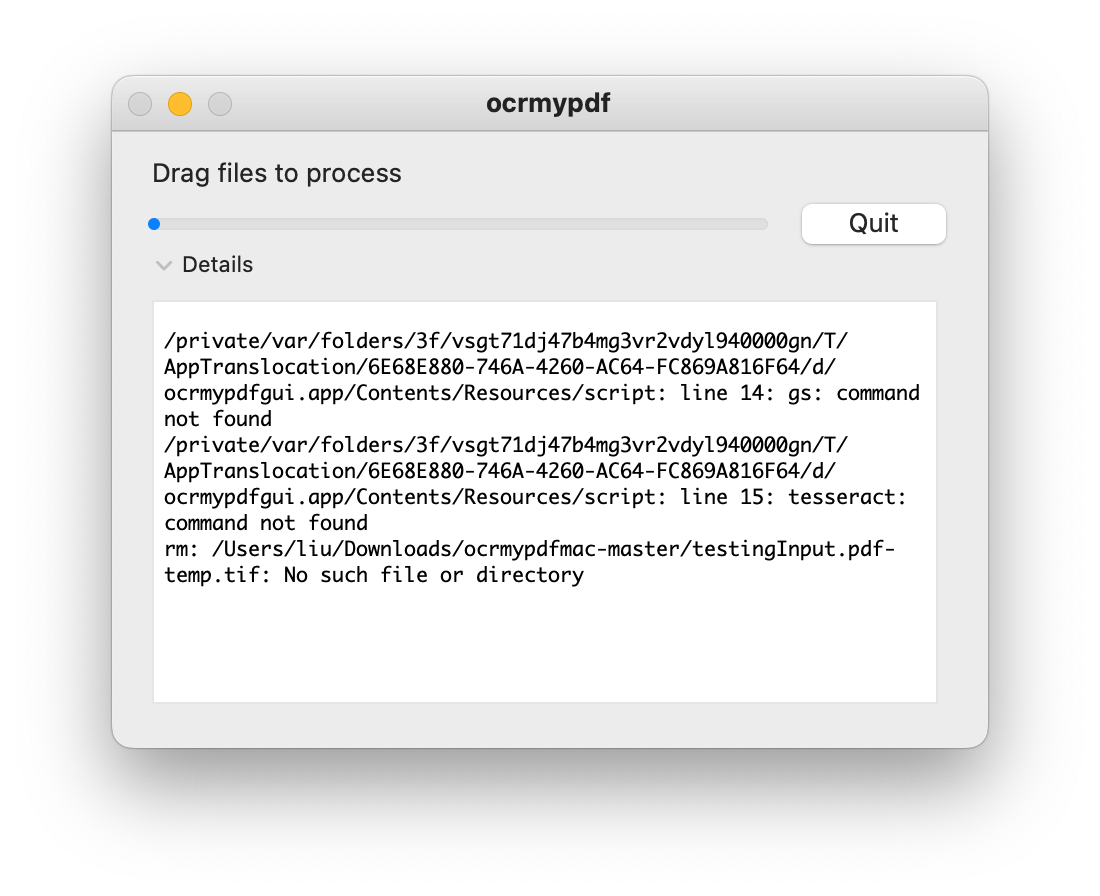 ocrmypdf
Drag files to process
Quit
Details
/private/var/folders/3f/vsgt71dj47b4mg3vr2vdyl940000gn/T/
AppTranslocation/6E68E880-746A-4260-AC64-FC869A816F64/d/
ocrmypdfgui.app/Contents/Resources/script: line 14: gs: command
not found
/private/var/folders/3f/vsgt71dj47b4mg3vr2vdyl940000gn/T/
AppTranslocation/6E68E880-746A-4260-AC64-FC869A816F64/d/
ocrmypdfgui.app/Contents/Resources/script: line 15: tesseract:
command not found
rm: /Users/liu/Downloads/ocrmypdfmac-master/testingInput.pdf-
temp.tif: No such file or directory